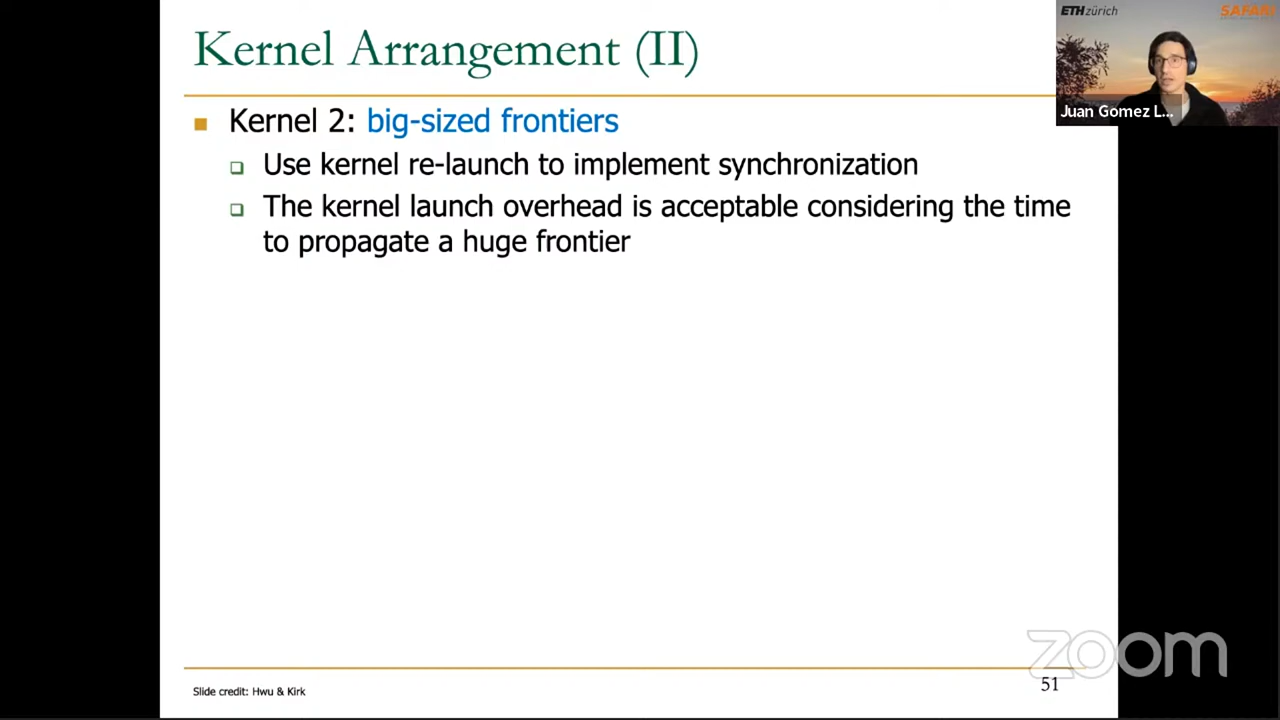 Kernel Arrangement (II)
Kernel 2: big-sized frontiers
Use kernel re-launch to implement synchronization
The kernel launch overhead is acceptable considering the time
to propagate a huge frontier
ETH zürich
SAFARI
Juan Gomez L...
zoom
Slide credit: Hwu & Kirk
51